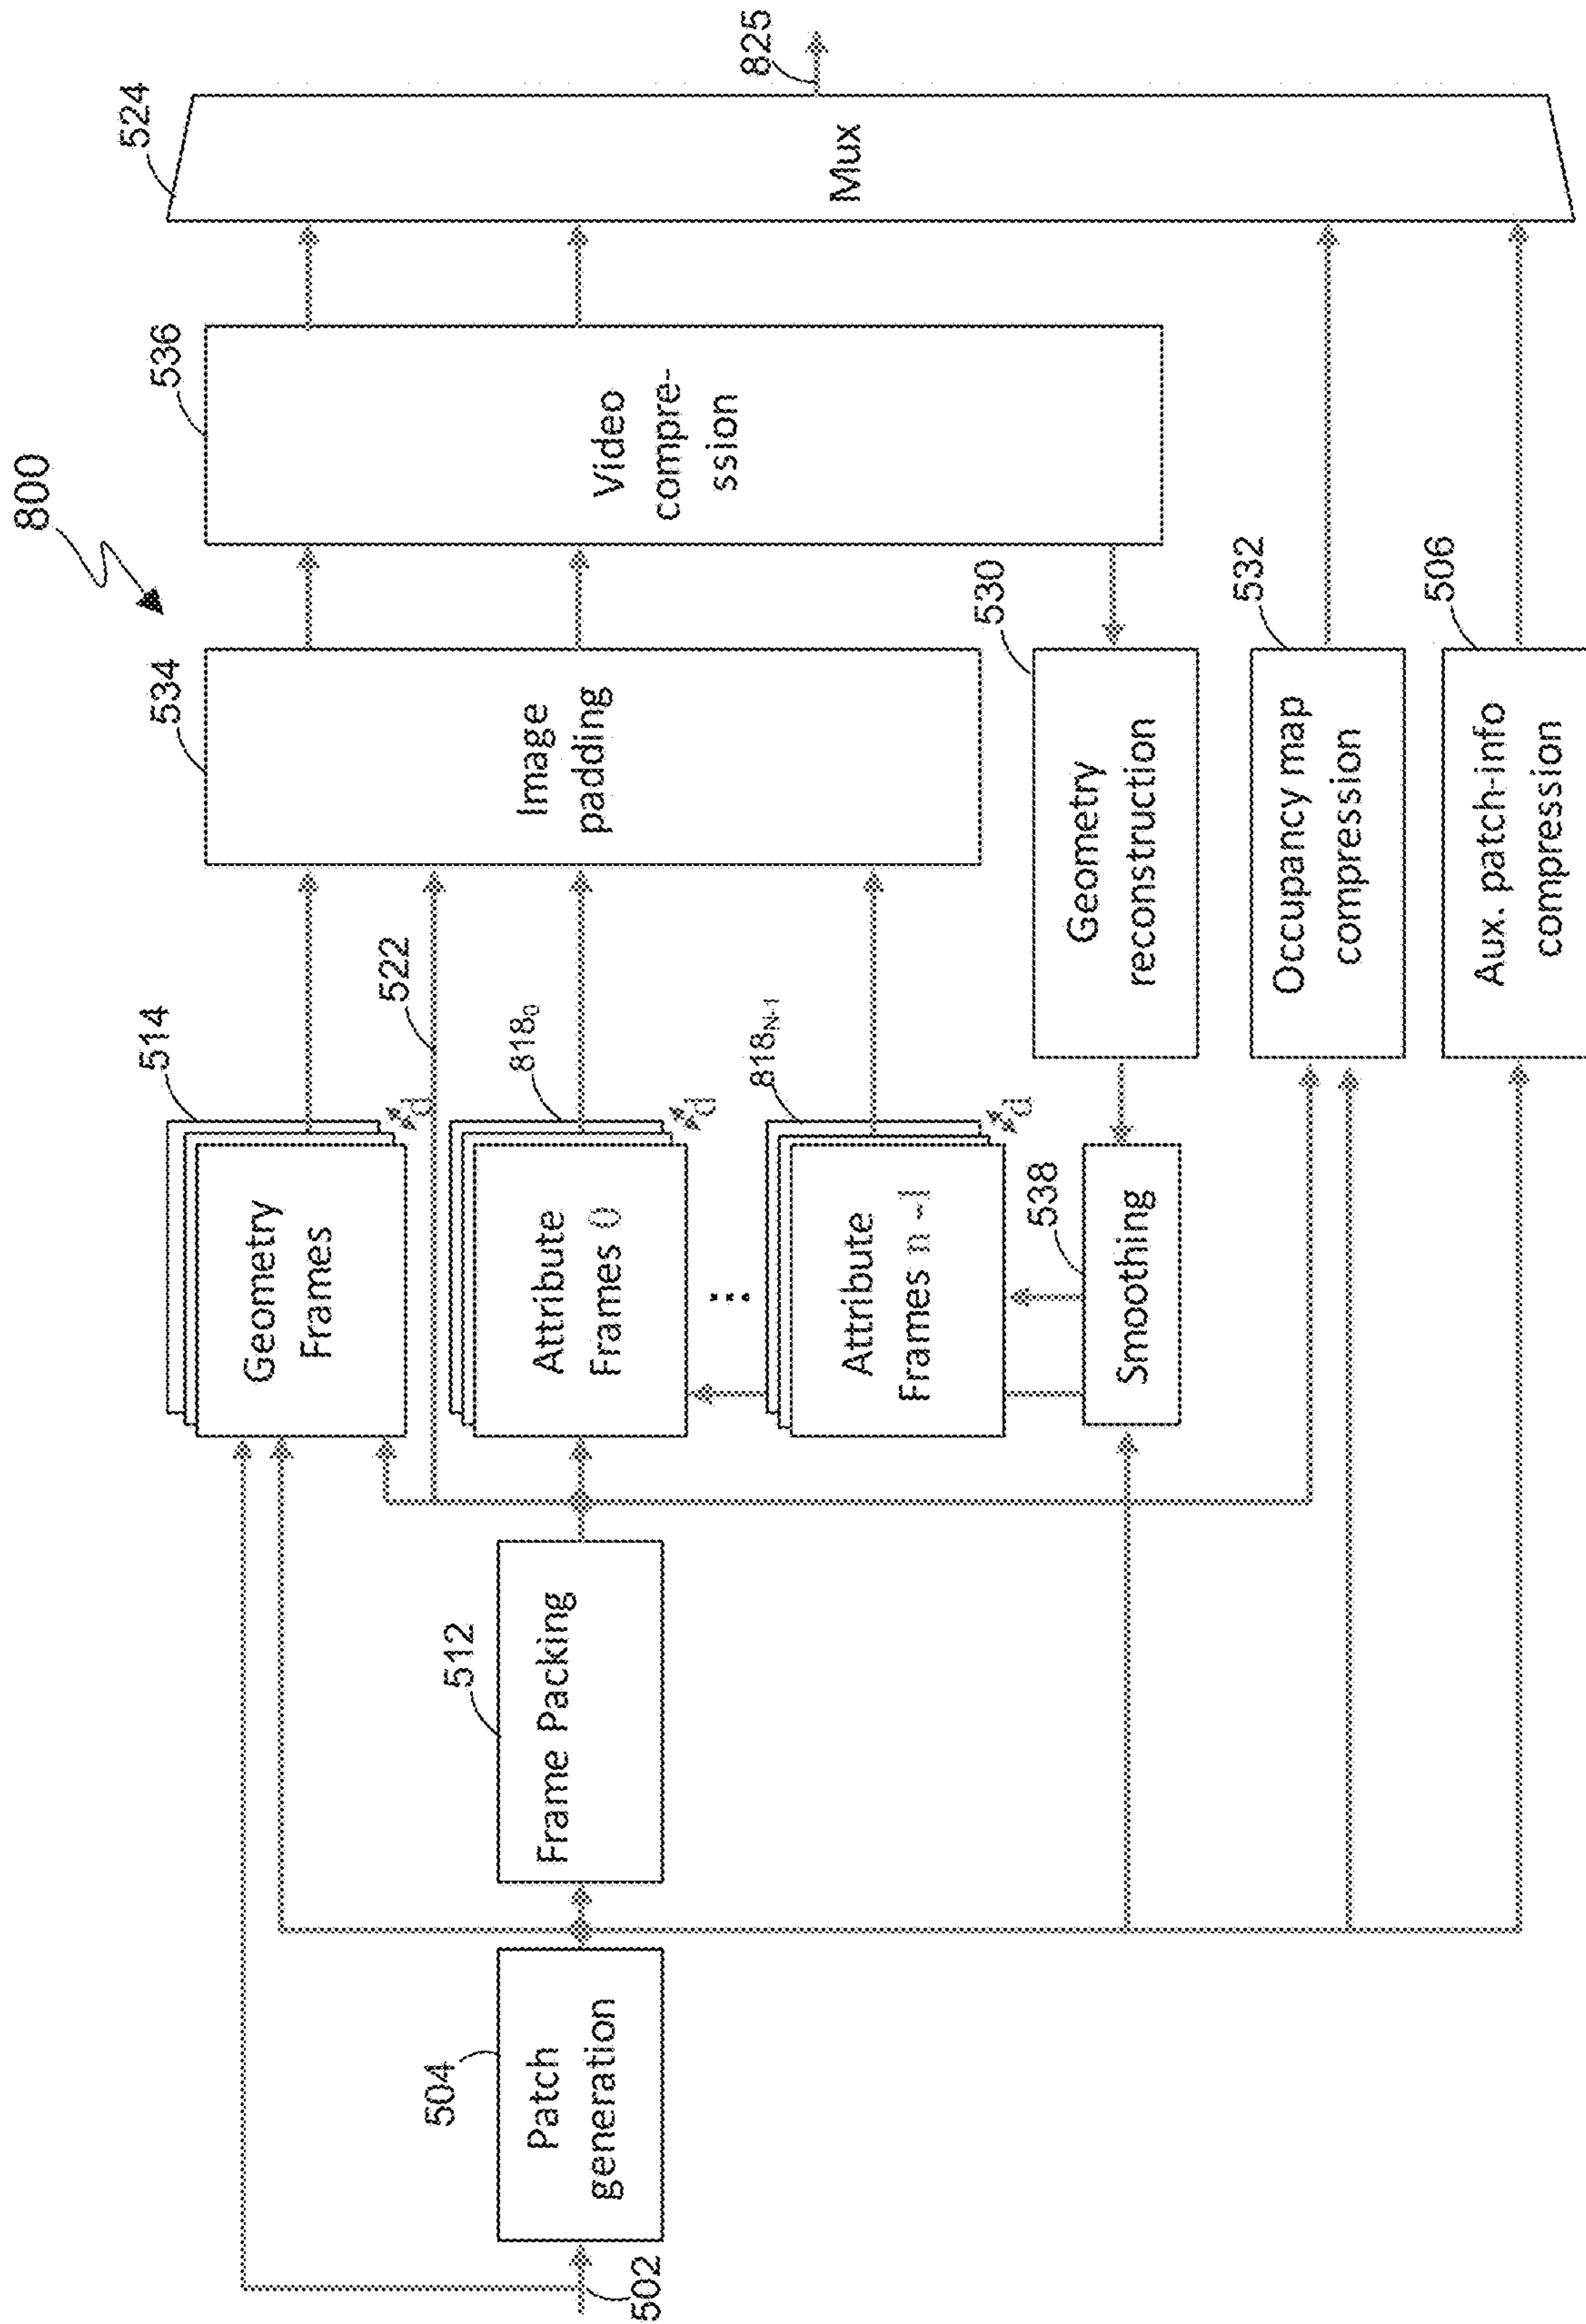 800
502
504
Patch
generation
512
Frame Packing
514
Geometry
Frames
d
522
818₀
Attribute
Frames 0
d
818N-1
Attribute
Frames n -1
d
538
Smoothing
534
Image
padding
536
Video
compre-
ssion
530
Geometry
reconstruction
532
Occupancy map
compression
506
Aux. patch-info
compression
524
Mux
825